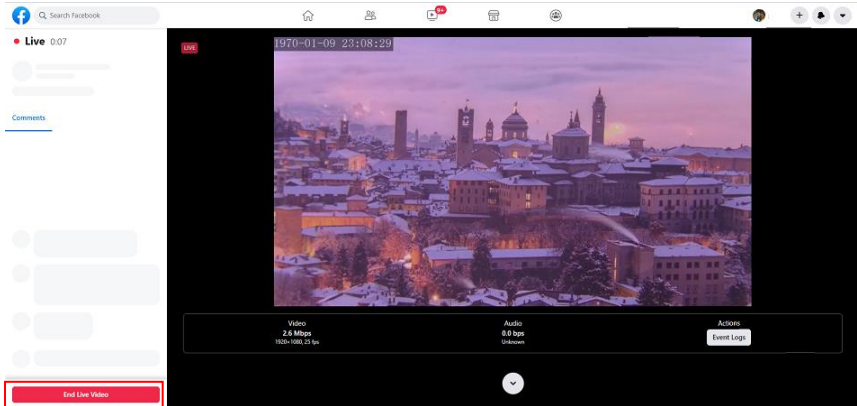 Search Facebook
9+
Live 0:07
LIVE
1970-01-09 23:08:29
Comments
Video
2.6 Mbps
1920×1080, 25 fps
Audio
0.0 bps
Unknown
Actions
Event Logs
End Live Video